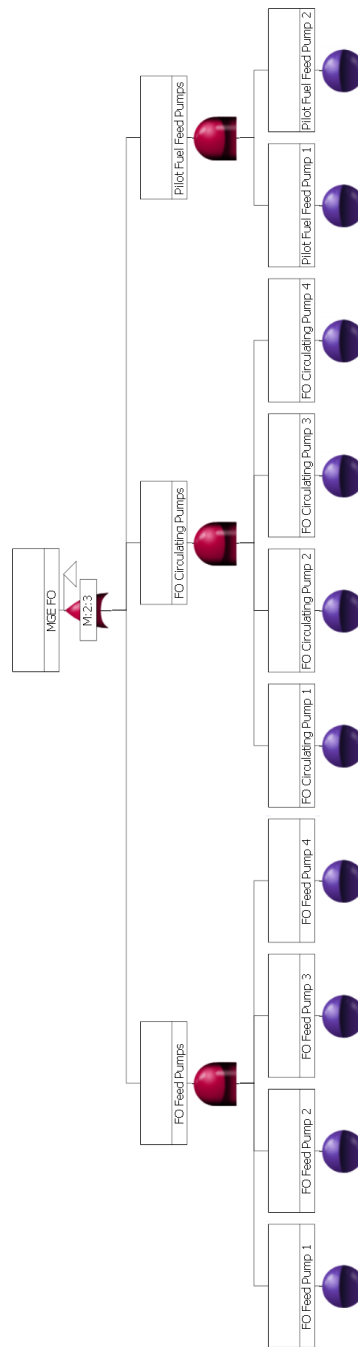 MGE FO
M:2:3
FO Feed Pumps
FO Circulating Pumps
Pilot Fuel Feed Pumps
FO Feed Pump 1
FO Feed Pump 2
FO Feed Pump 3
FO Feed Pump 4
FO Circulating Pump 1
FO Circulating Pump 2
FO Circulating Pump 3
FO Circulating Pump 4
Pilot Fuel Feed Pump 1
Pilot Fuel Feed Pump 2